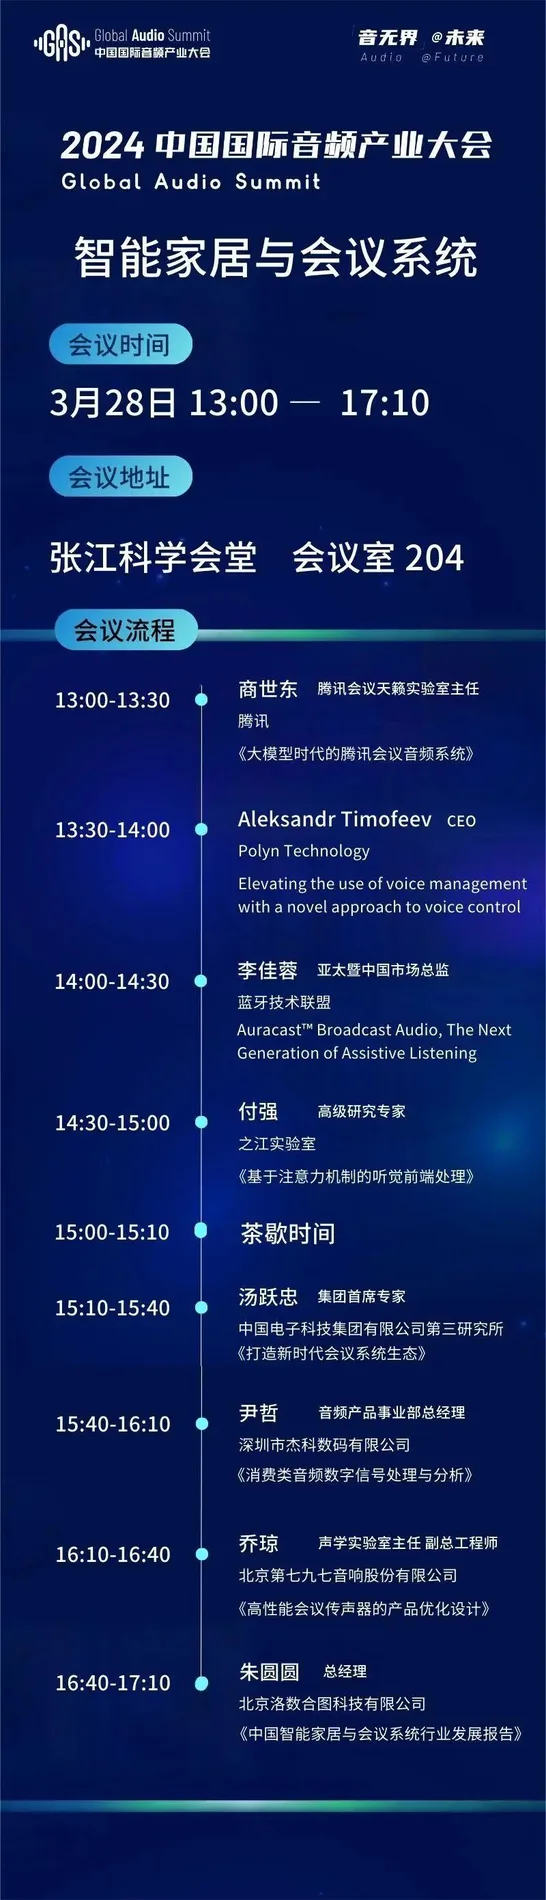 GAS Global Audio Summit
中国国际音频产业大会
音无界 @未来
Audio @Future
2024 中国国际音频产业大会
Global Audio Summit
智能家居与会议系统
会议时间
3月28日 13:00 — 17:10
会议地址
张江科学会堂 会议室 204
会议流程
13:00-13:30
商世东 腾讯会议天籁实验室主任
腾讯
《大模型时代的腾讯会议音频系统》
13:30-14:00
Aleksandr Timofeev CEO
Polyn Technology
Elevating the use of voice management
with a novel approach to voice control
14:00-14:30
李佳蓉 亚太暨中国市场总监
蓝牙技术联盟
Auracast™ Broadcast Audio, The Next
Generation of Assistive Listening
14:30-15:00
付强 高级研究专家
之江实验室
《基于注意力机制的听觉前端处理》
15:00-15:10
茶歇时间
15:10-15:40
汤跃忠 集团首席专家
中国电子科技集团有限公司第三研究所
《打造新时代会议系统生态》
15:40-16:10
尹哲 音频产品事业部总经理
深圳市杰科数码有限公司
《消费类音频数字信号处理与分析》
16:10-16:40
乔琼 声学实验室主任 副总工程师
北京第七九七音响股份有限公司
《高性能会议传声器的产品优化设计》
16:40-17:10
朱圆圆 总经理
北京洛数合图科技有限公司
《中国智能家居与会议系统行业发展报告》